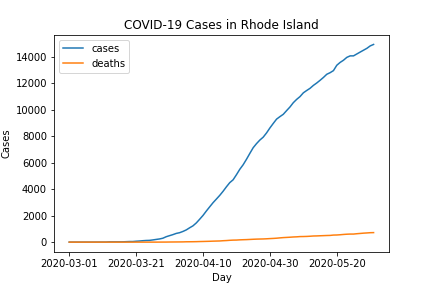 COVID-19 Cases in Rhode Island
cases
deaths
14000
12000
10000
8000
6000
4000
2000
0
Cases
2020-03-01 2020-03-21 2020-04-10 2020-04-30 2020-05-20
Day